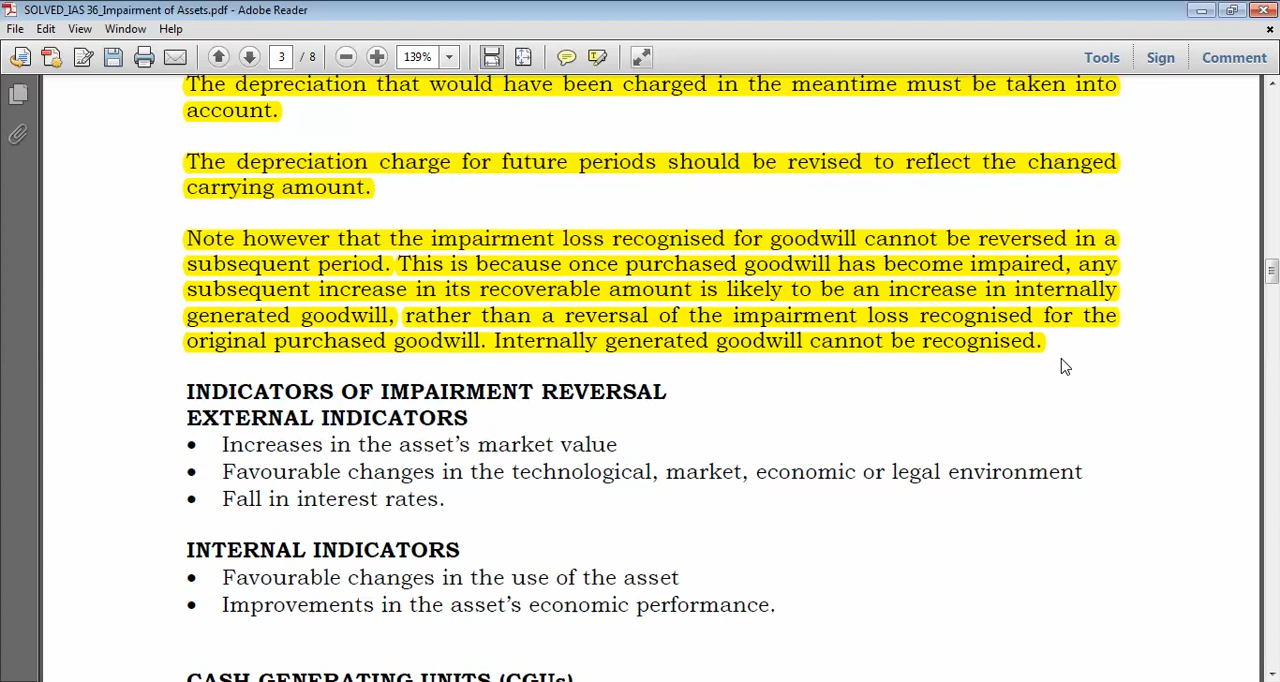 SOLVED_IAS 36_Impairment of Assets.pdf - Adobe Reader
File Edit View Window Help
3 / 8 139% Tools Sign Comment
The depreciation that would have been charged in the meantime must be taken into
account.
The depreciation charge for future periods should be revised to reflect the changed
carrying amount.
Note however that the impairment loss recognised for goodwill cannot be reversed in a
subsequent period. This is because once purchased goodwill has become impaired, any
subsequent increase in its recoverable amount is likely to be an increase in internally
generated goodwill, rather than a reversal of the impairment loss recognised for the
original purchased goodwill. Internally generated goodwill cannot be recognised.
INDICATORS OF IMPAIRMENT REVERSAL
EXTERNAL INDICATORS
• Increases in the asset's market value
• Favourable changes in the technological, market, economic or legal environment
• Fall in interest rates.
INTERNAL INDICATORS
• Favourable changes in the use of the asset
• Improvements in the asset's economic performance.
CASH GENERATING UNITS (CGUs)